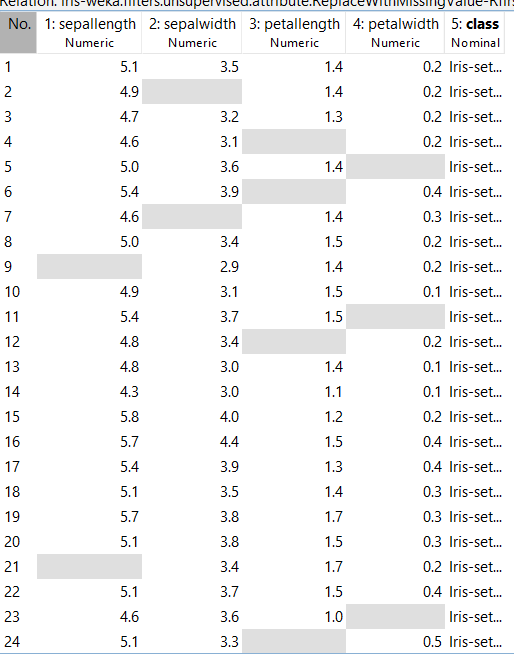 Relation: iris-weka.filters.unsupervised.attribute.ReplaceWithMissingValue-Rfirs
No. 1: sepallength 2: sepalwidth 3: petallength 4: petalwidth 5: class
Numeric Numeric Numeric Numeric Nominal
1 5.1 3.5 1.4 0.2 Iris-set...
2 4.9 1.4 0.2 Iris-set...
3 4.7 3.2 1.3 0.2 Iris-set...
4 4.6 3.1 0.2 Iris-set...
5 5.0 3.6 1.4 Iris-set...
6 5.4 3.9 0.4 Iris-set...
7 4.6 1.4 0.3 Iris-set...
8 5.0 3.4 1.5 0.2 Iris-set...
9 2.9 1.4 0.2 Iris-set...
10 4.9 3.1 1.5 0.1 Iris-set...
11 5.4 3.7 1.5 Iris-set...
12 4.8 3.4 0.2 Iris-set...
13 4.8 3.0 1.4 0.1 Iris-set...
14 4.3 3.0 1.1 0.1 Iris-set...
15 5.8 4.0 1.2 0.2 Iris-set...
16 5.7 4.4 1.5 0.4 Iris-set...
17 5.4 3.9 1.3 0.4 Iris-set...
18 5.1 3.5 1.4 0.3 Iris-set...
19 5.7 3.8 1.7 0.3 Iris-set...
20 5.1 3.8 1.5 0.3 Iris-set...
21 3.4 1.7 0.2 Iris-set...
22 5.1 3.7 1.5 0.4 Iris-set...
23 4.6 3.6 1.0 Iris-set...
24 5.1 3.3 0.5 Iris-set...